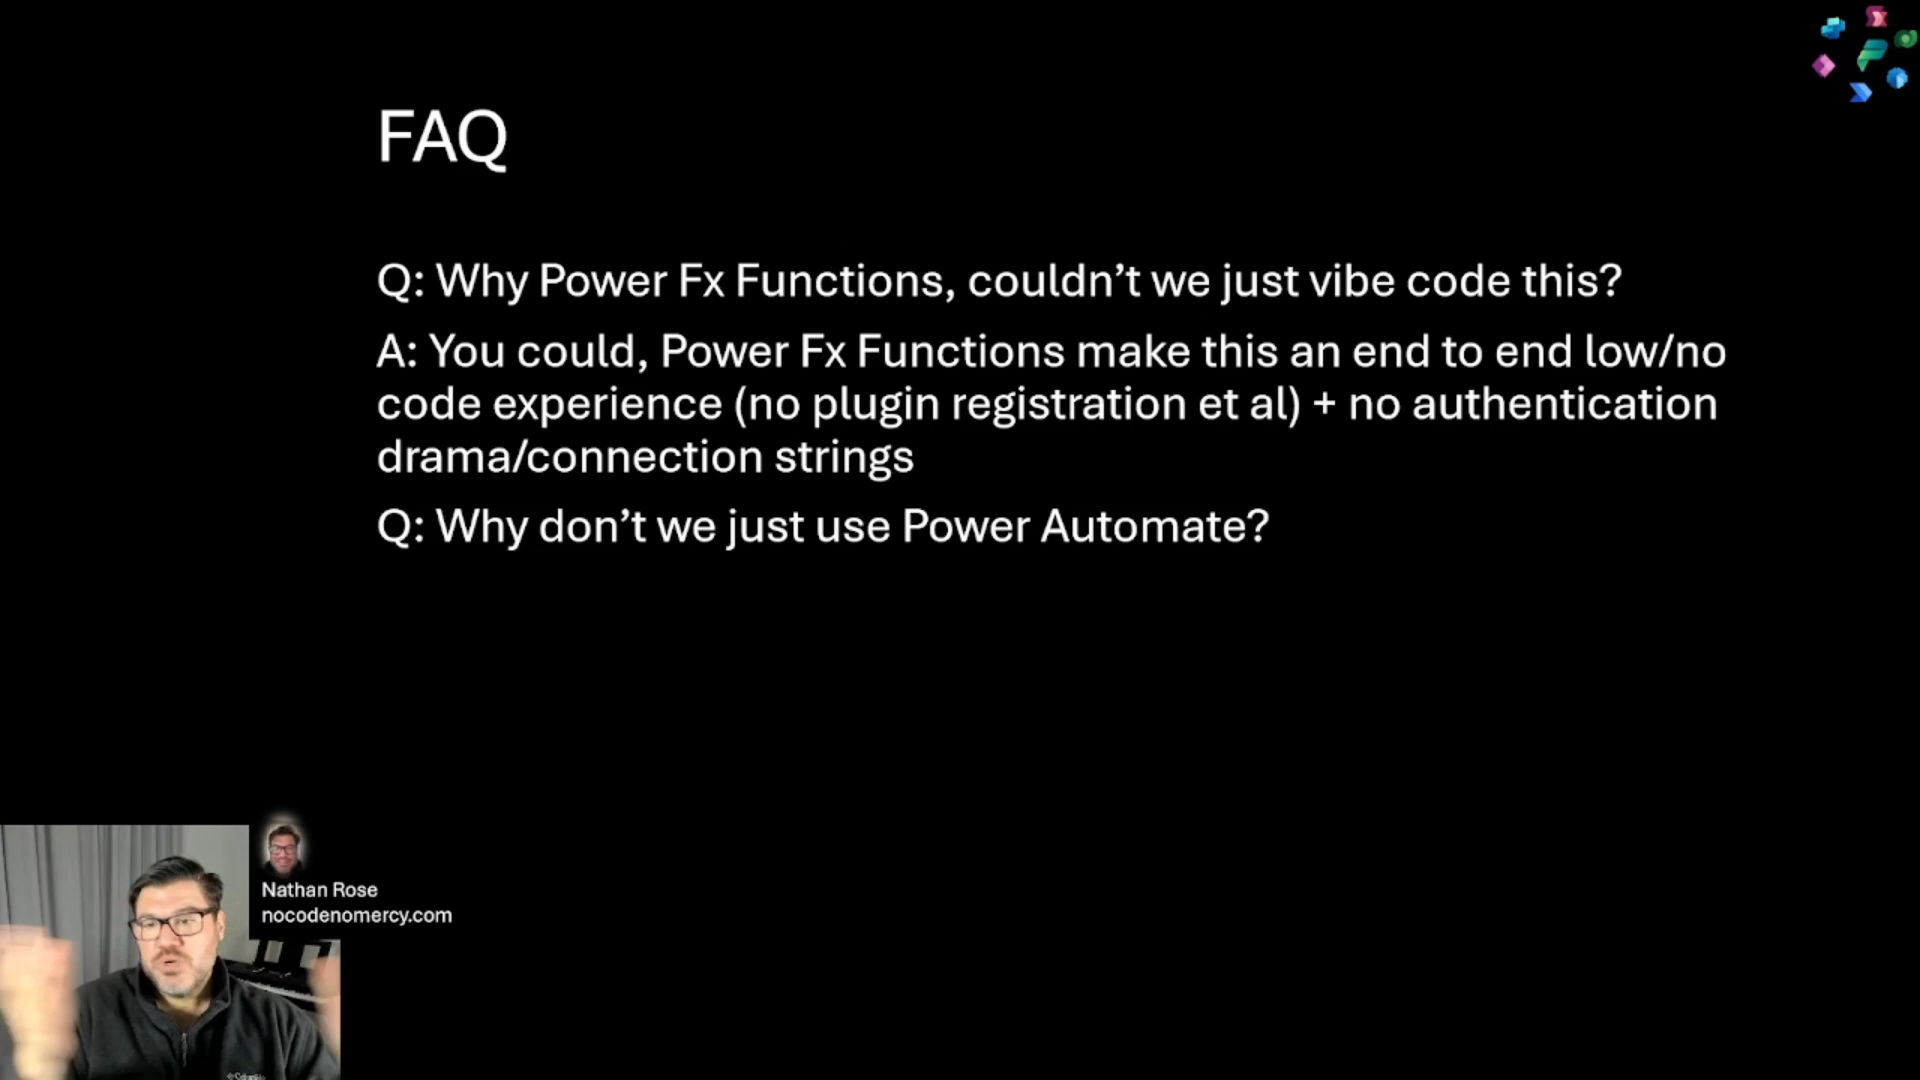 FAQ
Q: Why Power Fx Functions, couldn’t we just vibe code this?
A: You could, Power Fx Functions make this an end to end low/no
code experience (no plugin registration et al) + no authentication
drama/connection strings
Q: Why don’t we just use Power Automate?
Nathan Rose
nocodenomercy.com
Columbia